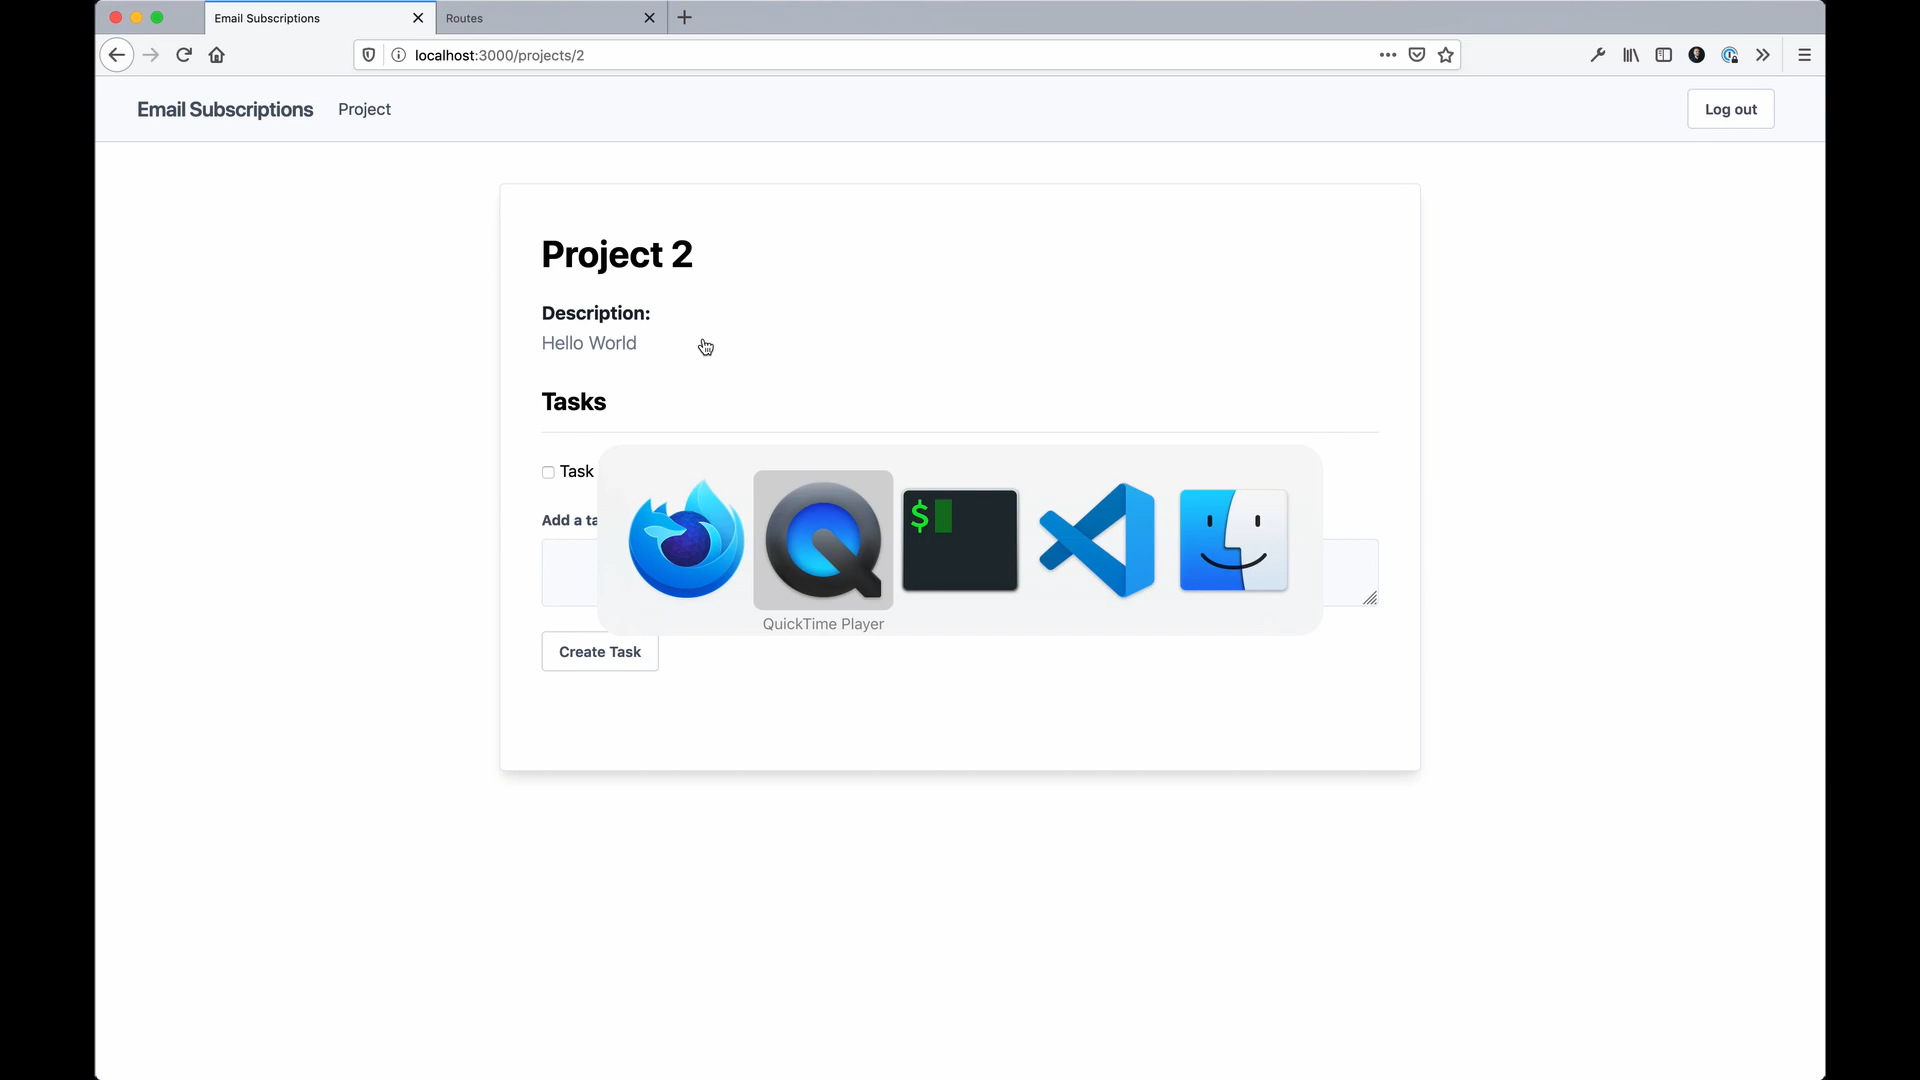 Email Subscriptions
Routes
localhost:3000/projects/2
Email Subscriptions
Project
Log out
Project 2
Description:
Hello World
Tasks
Task
Add a ta
$
QuickTime Player
Create Task